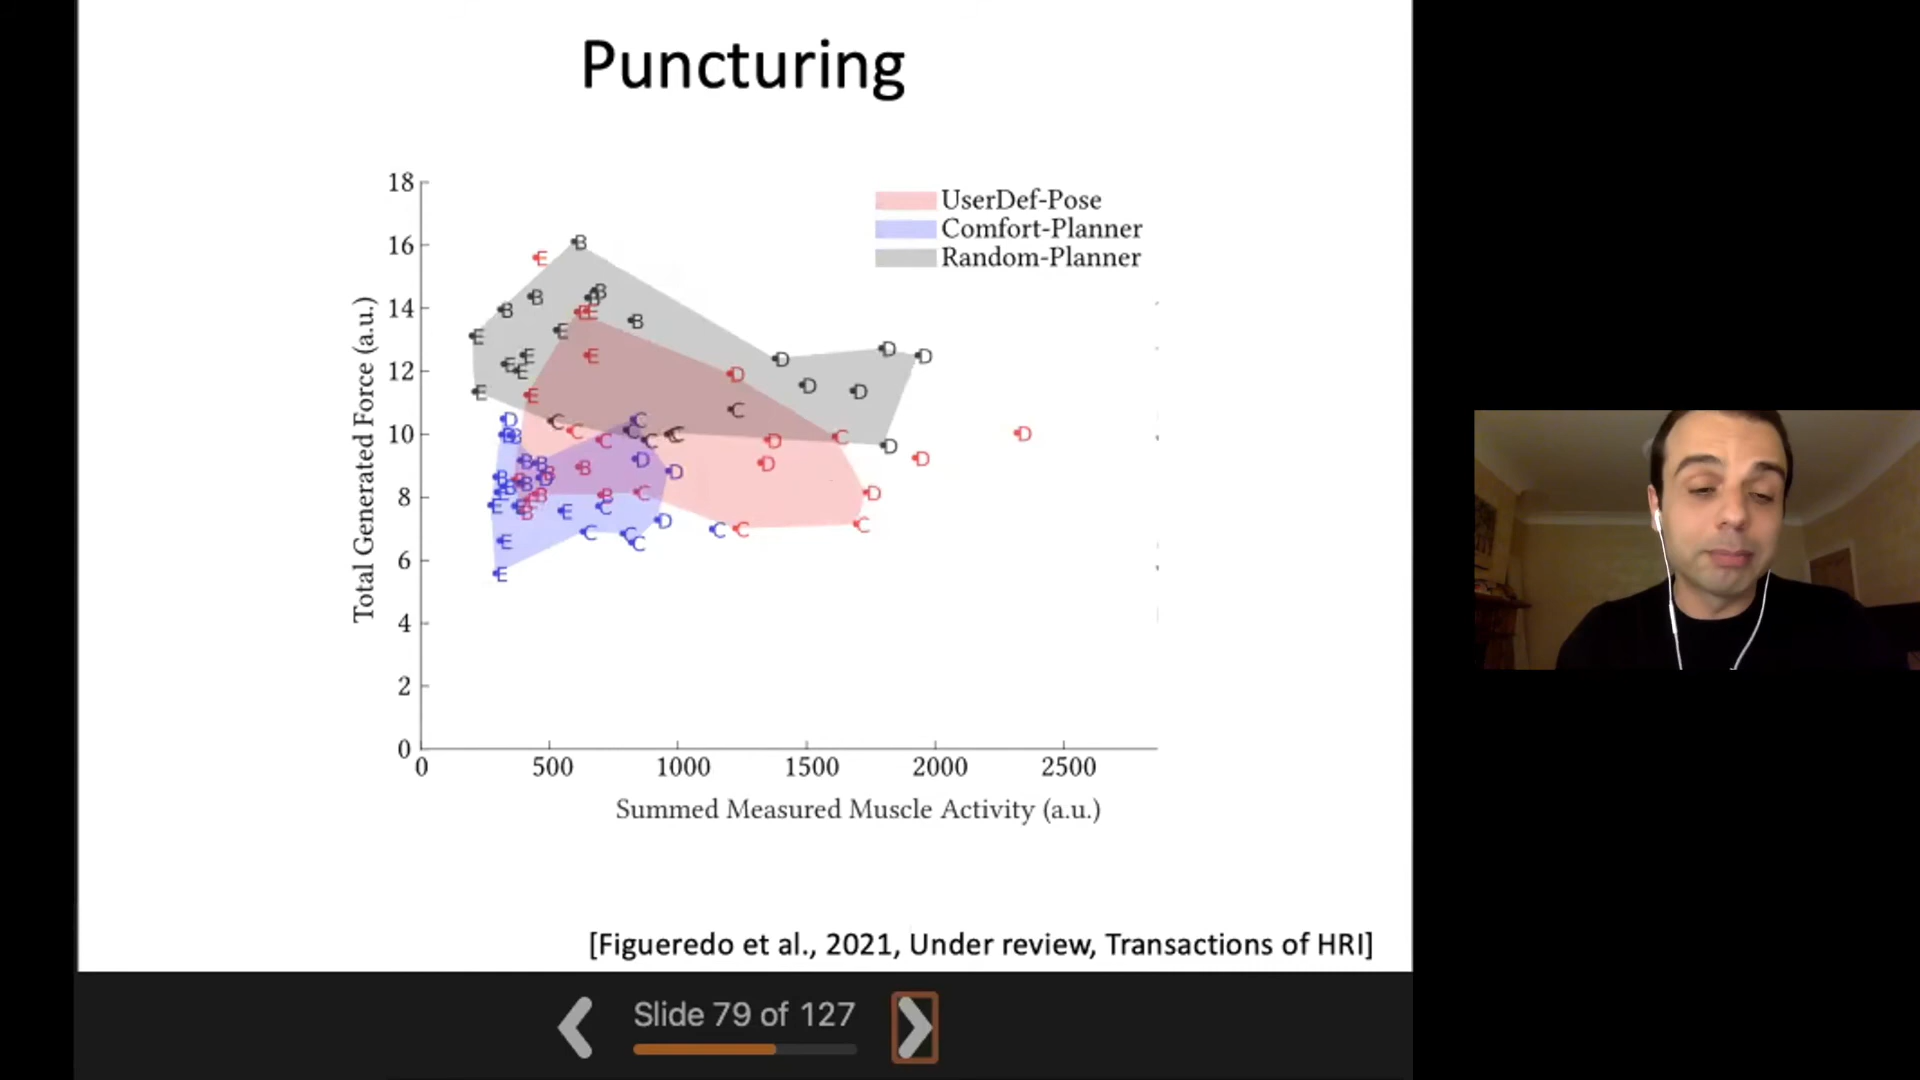 Puncturing
18
16
14
12
10
8
6
4
2
0
Total Generated Force (a.u.)
UserDef-Pose
Comfort-Planner
Random-Planner
0 500 1000 1500 2000 2500
Summed Measured Muscle Activity (a.u.)
[Figueredo et al., 2021, Under review, Transactions of HRI]
Slide 79 of 127